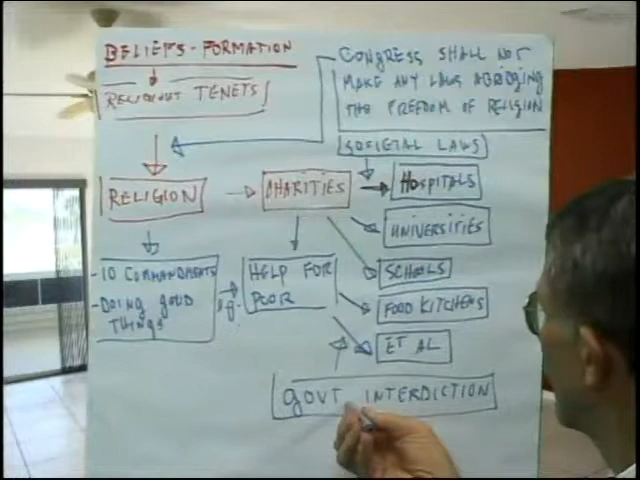 BELIEFS-FORMATION
RELIGIOUS TENETS
CONGRESS SHALL NOT
MAKE ANY LAWS ABRIDGING
THE FREEDOM OF RELIGION
SOCIETAL LAWS
RELIGION
CHARITIES
HOSPITALS
UNIVERSITIES
SCHOOLS
FOOD KITCHENS
ET AL
- 10 COMMANDMENTS
- DOING GOOD
THINGS
e.g.
HELP FOR
POOR
GOVT INTERDICTION